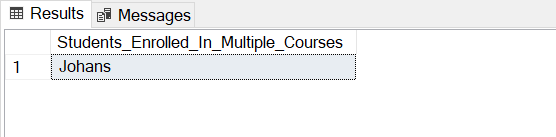 Results Messages
Students_Enrolled_In_Multiple_Courses
1 Johans